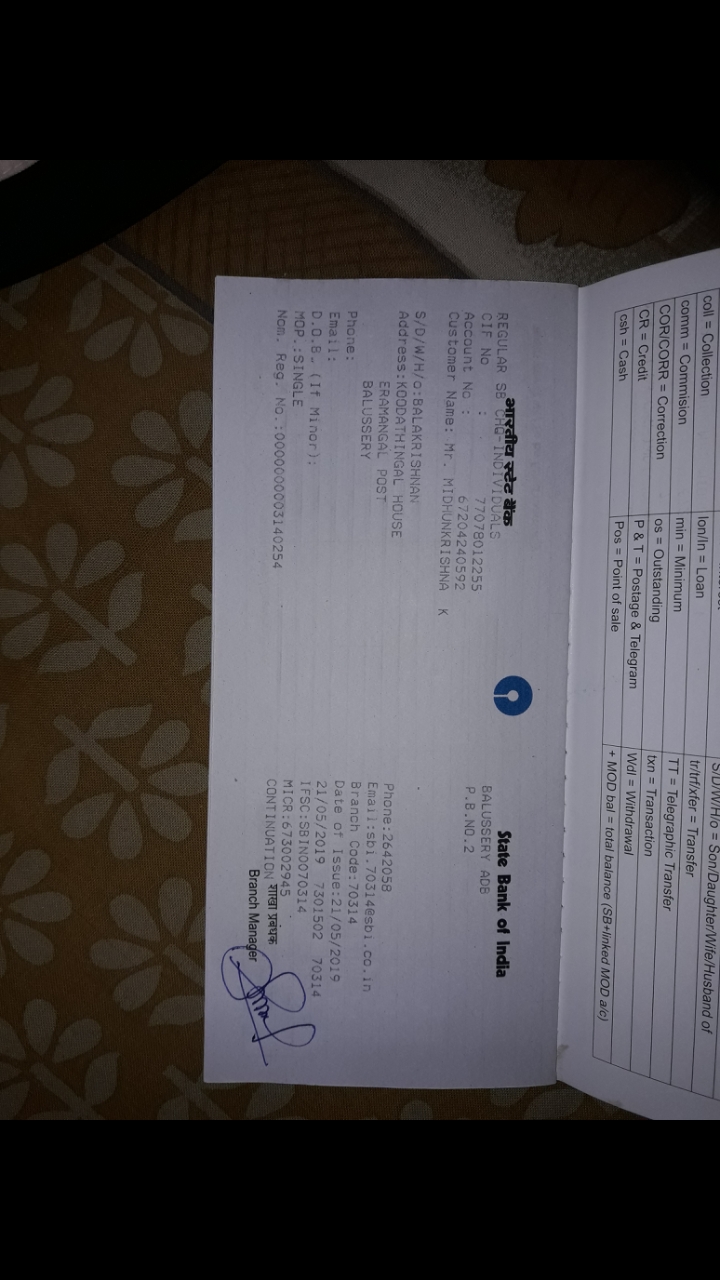 भारतीय स्टेट बैंक
REGULAR SB CHQ-INDIVIDUALS
CIF No : 77078012255
Account No : 67204240592
Customer Name: Mr. MIDHUNKRISHNA K
S/D/W/H/o:BALAKRISHNAN
Address:KOODATHINGAL HOUSE
ERAMANGAL POST
BALUSSERY
Phone:
Email:
D.O.B. (If Minor):
MOP.:SINGLE
Nom. Reg. No.:0000000003140254
State Bank of India
BALUSSERY ADB
P.B.NO.2
Phone:2642058
Email:sbi.70314@sbi.co.in
Branch Code:70314
Date of Issue:21/05/2019
21/05/2019 7301502 70314
IFSC:SBIN0070314
MICR:673002945
CONTINUATION शाखा प्रबंधक
Branch Manager
S/D/W/H/o = Son/Daughter/Wife/Husband of
coll = Collection lon/ln = Loan tr/trf/xfer = Transfer
comm = Commision min = Minimum TT = Telegraphic Transfer
COR/CORR = Correction os = Outstanding txn = Transaction
CR = Credit P & T = Postage & Telegram Wdl = Withdrawal
csh = Cash Pos = Point of sale + MOD bal = total balance (SB+linked MOD a/c)